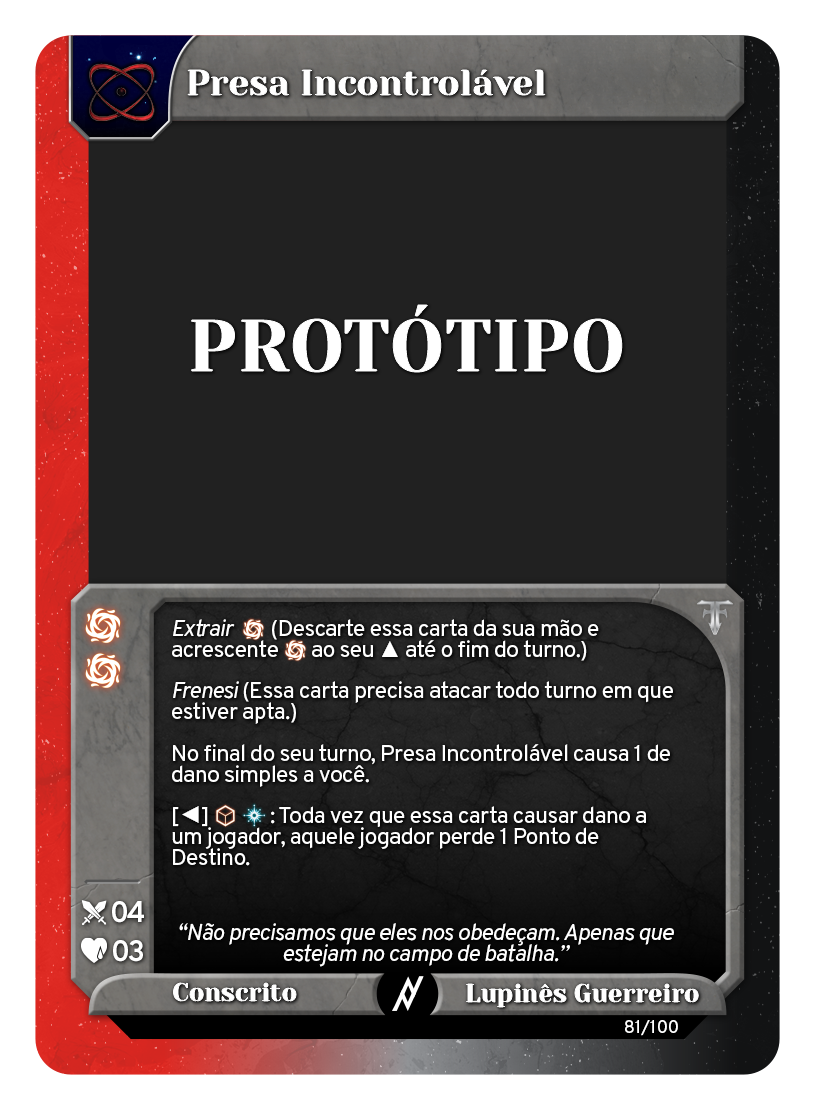 Presa Incontrolável
PROTÓTIPO
Extrair (Descarte essa carta da sua mão e
acrescente ao seu ▲ até o fim do turno.)
Frenesi (Essa carta precisa atacar todo turno em que
estiver apta.)
No final do seu turno, Presa Incontrolável causa 1 de
dano simples a você.
[◀] : Toda vez que essa carta causar dano a
um jogador, aquele jogador perde 1 Ponto de
Destino.
04
03
“Não precisamos que eles nos obedeçam. Apenas que
estejam no campo de batalha.”
Conscrito
Lupinês Guerreiro
81/100